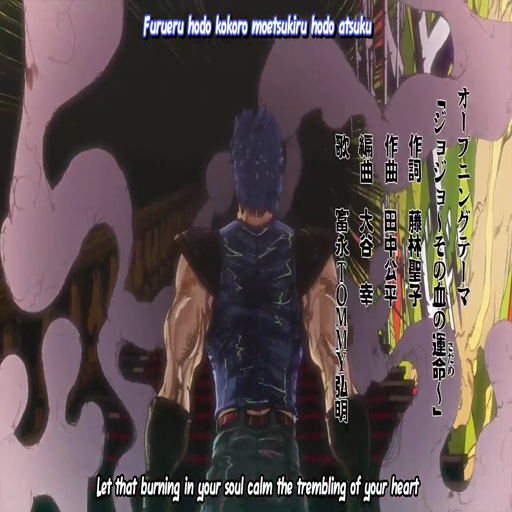 Furueru hodo kokoro moetsukiru hodo atsuku
オープニングテーマ
『ジョジョ～その血の運命～』
さだめ
作詞 藤林聖子
作曲 田中公平
編曲 大谷 幸
歌 富永TOMMY弘明
Let that burning in your soul calm the trembling of your heart